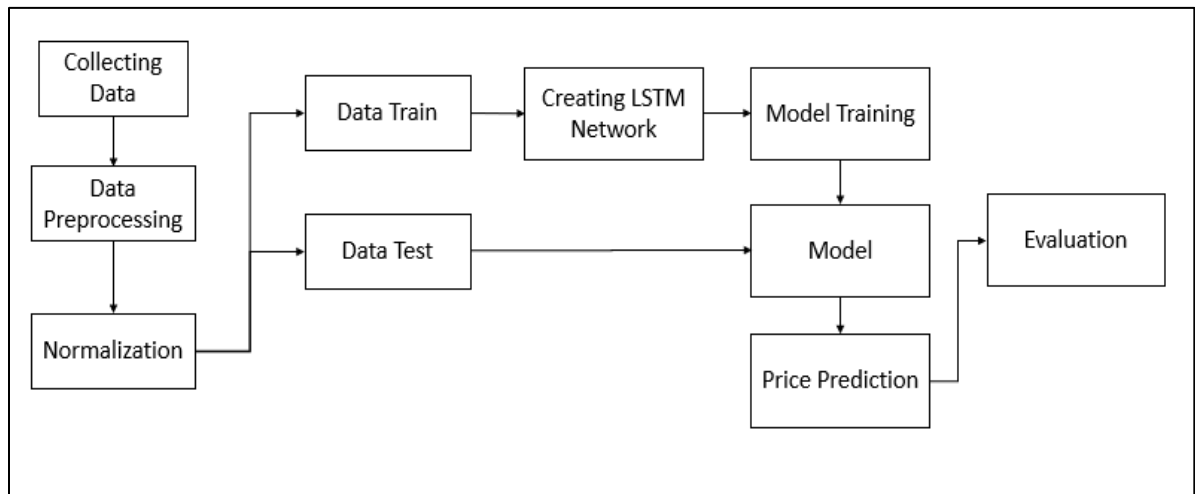 Collecting
Data
Data
Preprocessing
Normalization
Data Train
Creating LSTM
Network
Model Training
Data Test
Model
Price Prediction
Evaluation